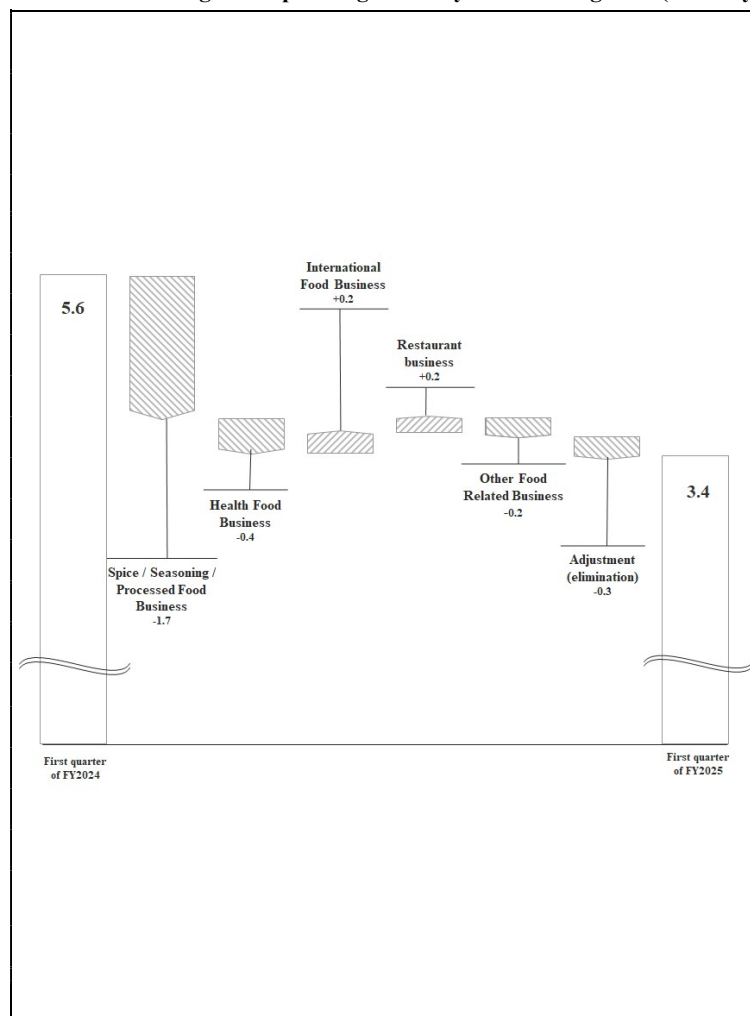 International
Food Business
+0.2
5.6
Restaurant
business
+0.2
Other Food
Related Business
-0.2
3.4
Health Food
Business
-0.4
Adjustment
(elimination)
-0.3
Spice / Seasoning /
Processed Food
Business
-1.7
First quarter
of FY2024
First quarter
of FY2025